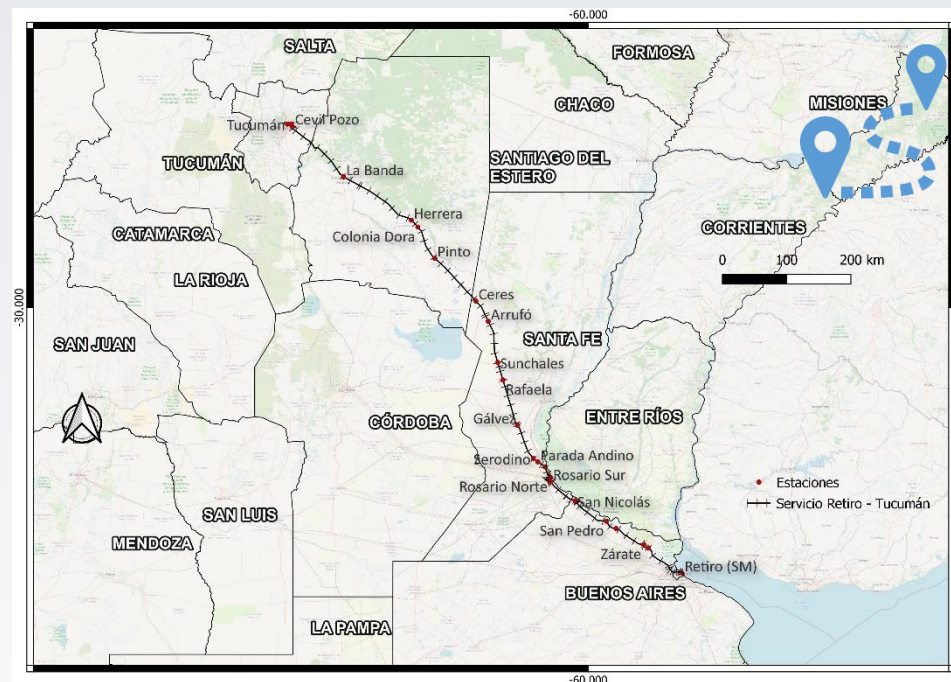 -60.000
SALTA
FORMOSA
CHACO
MISIONES
Tucumán
Cevil Pozo
TUCUMÁN
SANTIAGO DEL
ESTERO
La Banda
Herrera
Colonia Dora
CATAMARCA
CORRIENTES
Pinto
0 100 200 km
LA RIOJA
Ceres
-30.000
Arrufó
SAN JUAN
SANTA FE
Sunchales
Rafaela
CÓRDOBA
Gálvez
ENTRE RÍOS
Serodino
Parada Andino
Rosario Sur
Rosario Norte
Estaciones
Servicio Retiro - Tucumán
SAN LUIS
San Nicolás
MENDOZA
San Pedro
Zárate
Retiro (SM)
BUENOS AIRES
LA PAMPA
-60.000